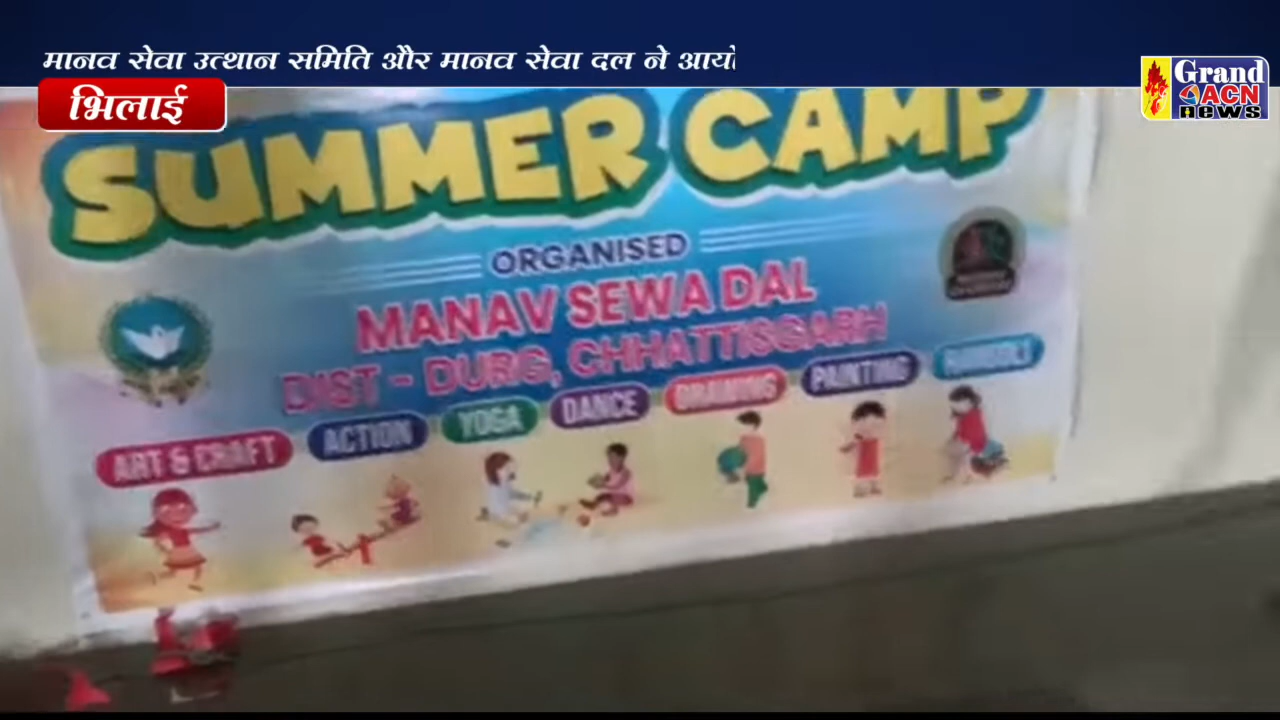 मानव सेवा उत्थान समिति और मानव सेवा दल ने
भिलाई
Grand
ACN
news
SUMMER CAMP
ORGANISED
MANAV SEWA DAL
DIST - DURG, CHHATTISGARH
ART & CRAFT ACTION YOGA DANCE DRAWING PAINTING